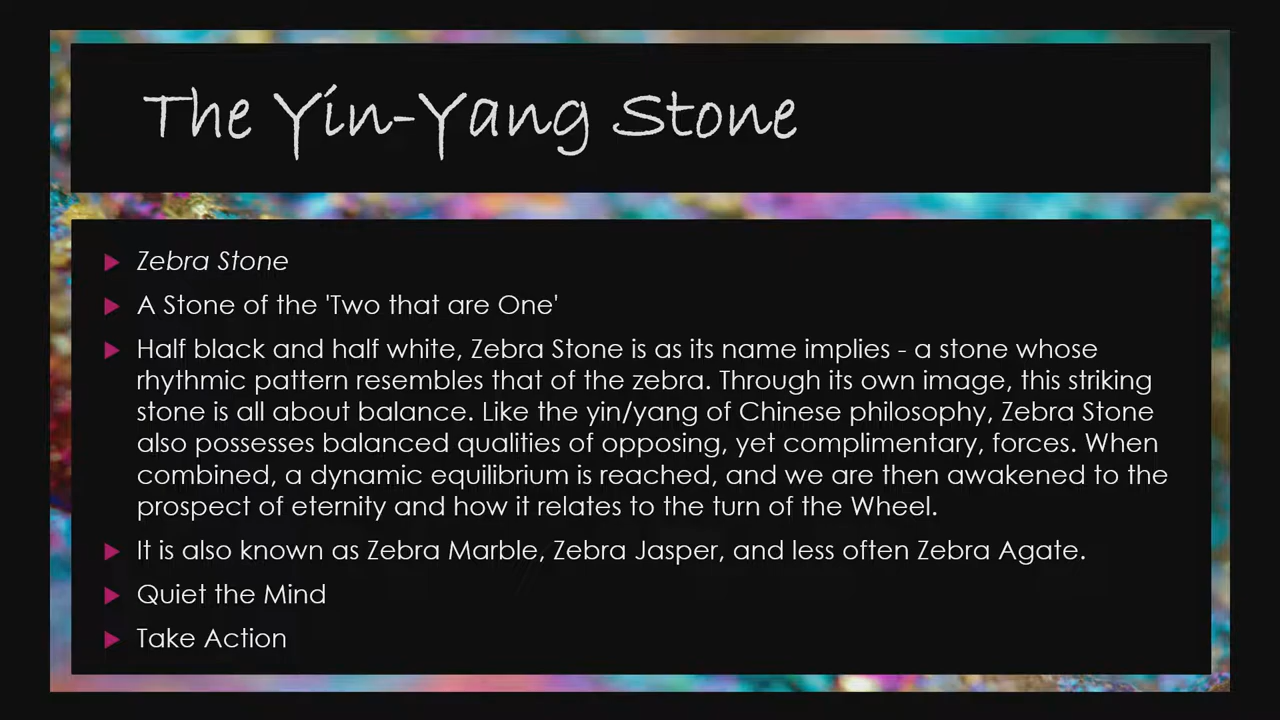 The Yin-Yang Stone
Zebra Stone
A Stone of the 'Two that are One'
Half black and half white, Zebra Stone is as its name implies - a stone whose
rhythmic pattern resembles that of the zebra. Through its own image, this striking
stone is all about balance. Like the yin/yang of Chinese philosophy, Zebra Stone
also possesses balanced qualities of opposing, yet complimentary, forces. When
combined, a dynamic equilibrium is reached, and we are then awakened to the
prospect of eternity and how it relates to the turn of the Wheel.
It is also known as Zebra Marble, Zebra Jasper, and less often Zebra Agate.
Quiet the Mind
Take Action